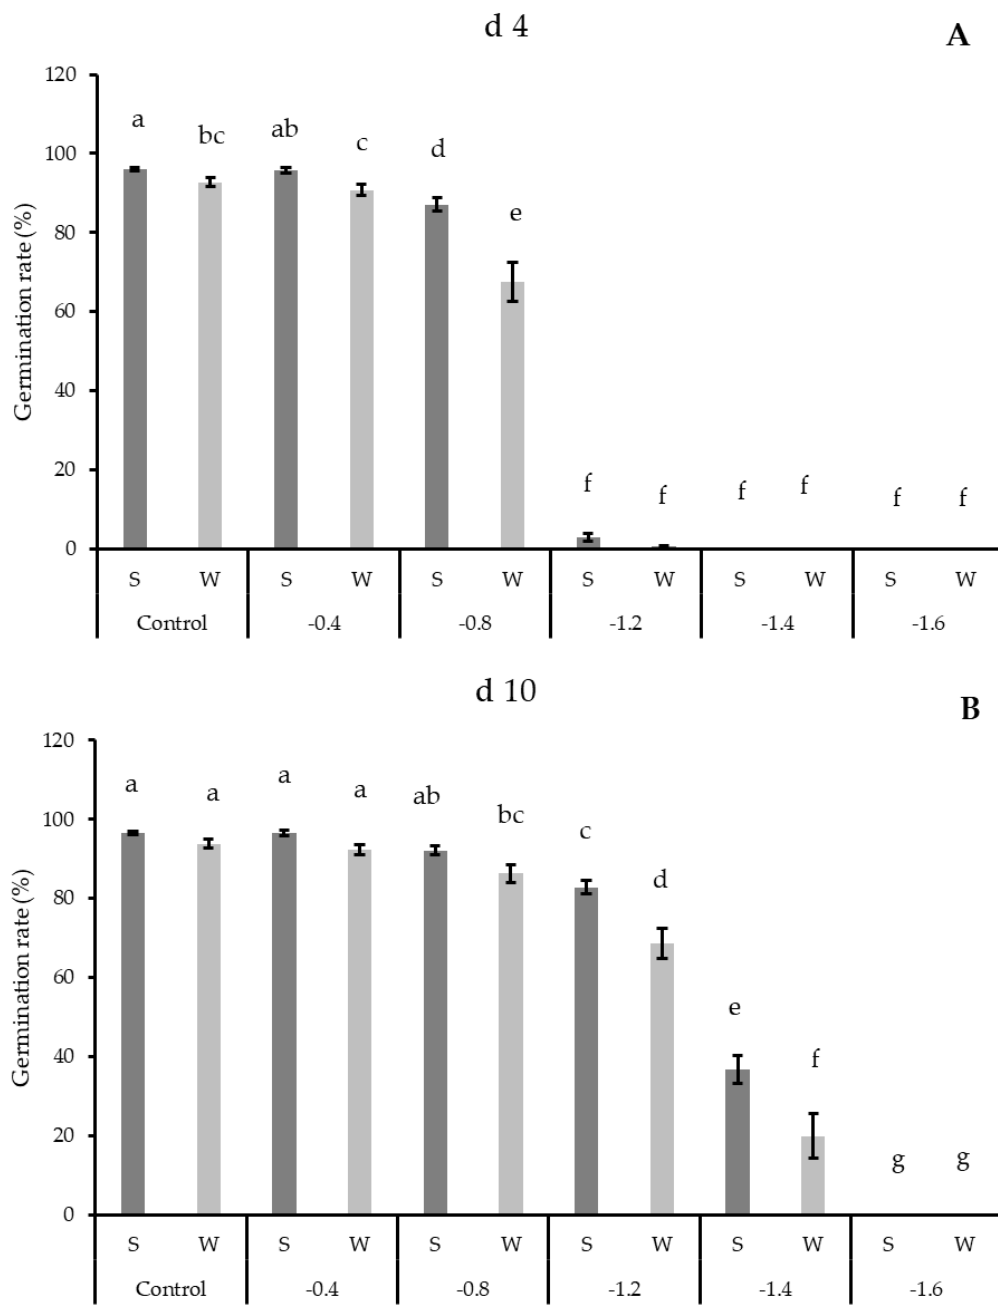 d 4
A
120
100
80
60
40
20
0
Germination rate (%)
a bc ab c d e f f f f f f
S W S W S W S W S W S W
Control -0.4 -0.8 -1.2 -1.4 -1.6
d 10
B
120
100
80
60
40
20
0
Germination rate (%)
a a a a ab bc c d e f g g
S W S W S W S W S W S W
Control -0.4 -0.8 -1.2 -1.4 -1.6